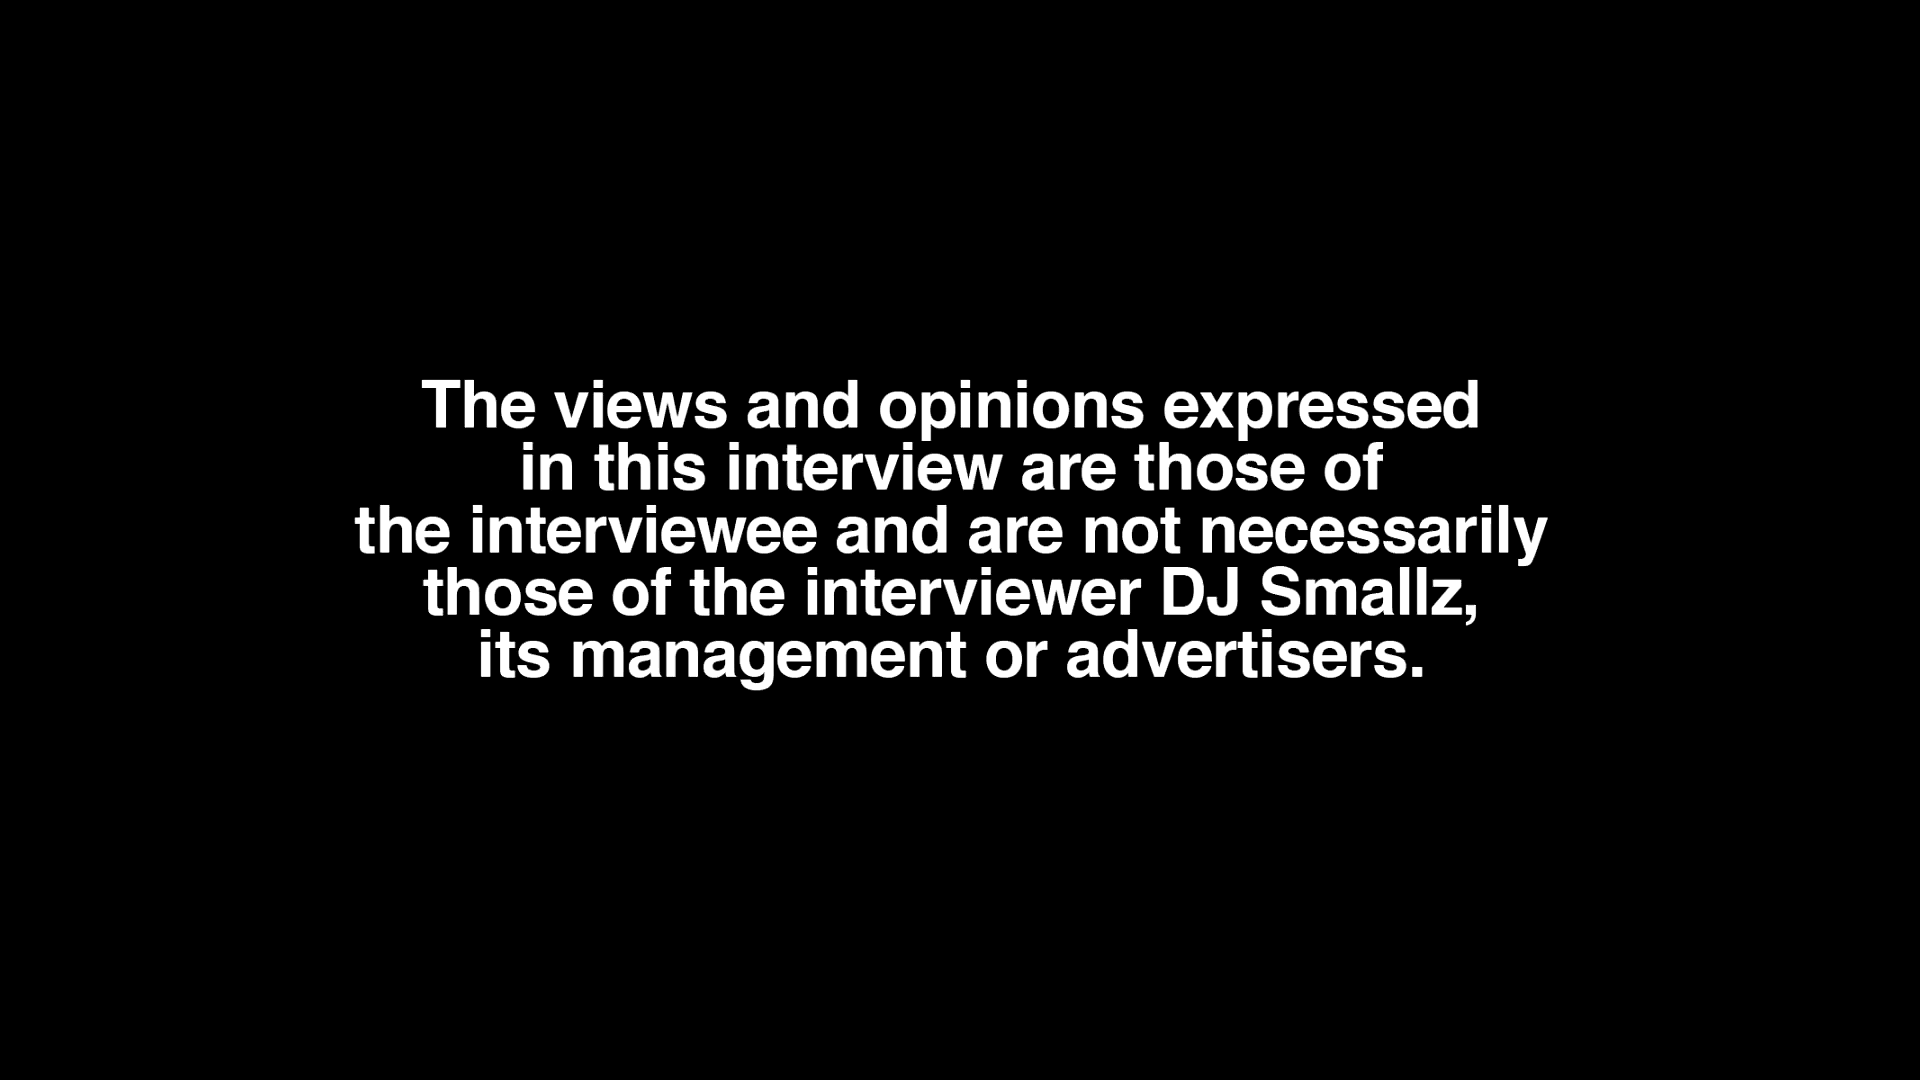 The views and opinions expressed
in this interview are those of
the interviewee and are not necessarily
those of the interviewer DJ Smallz,
its management or advertisers.